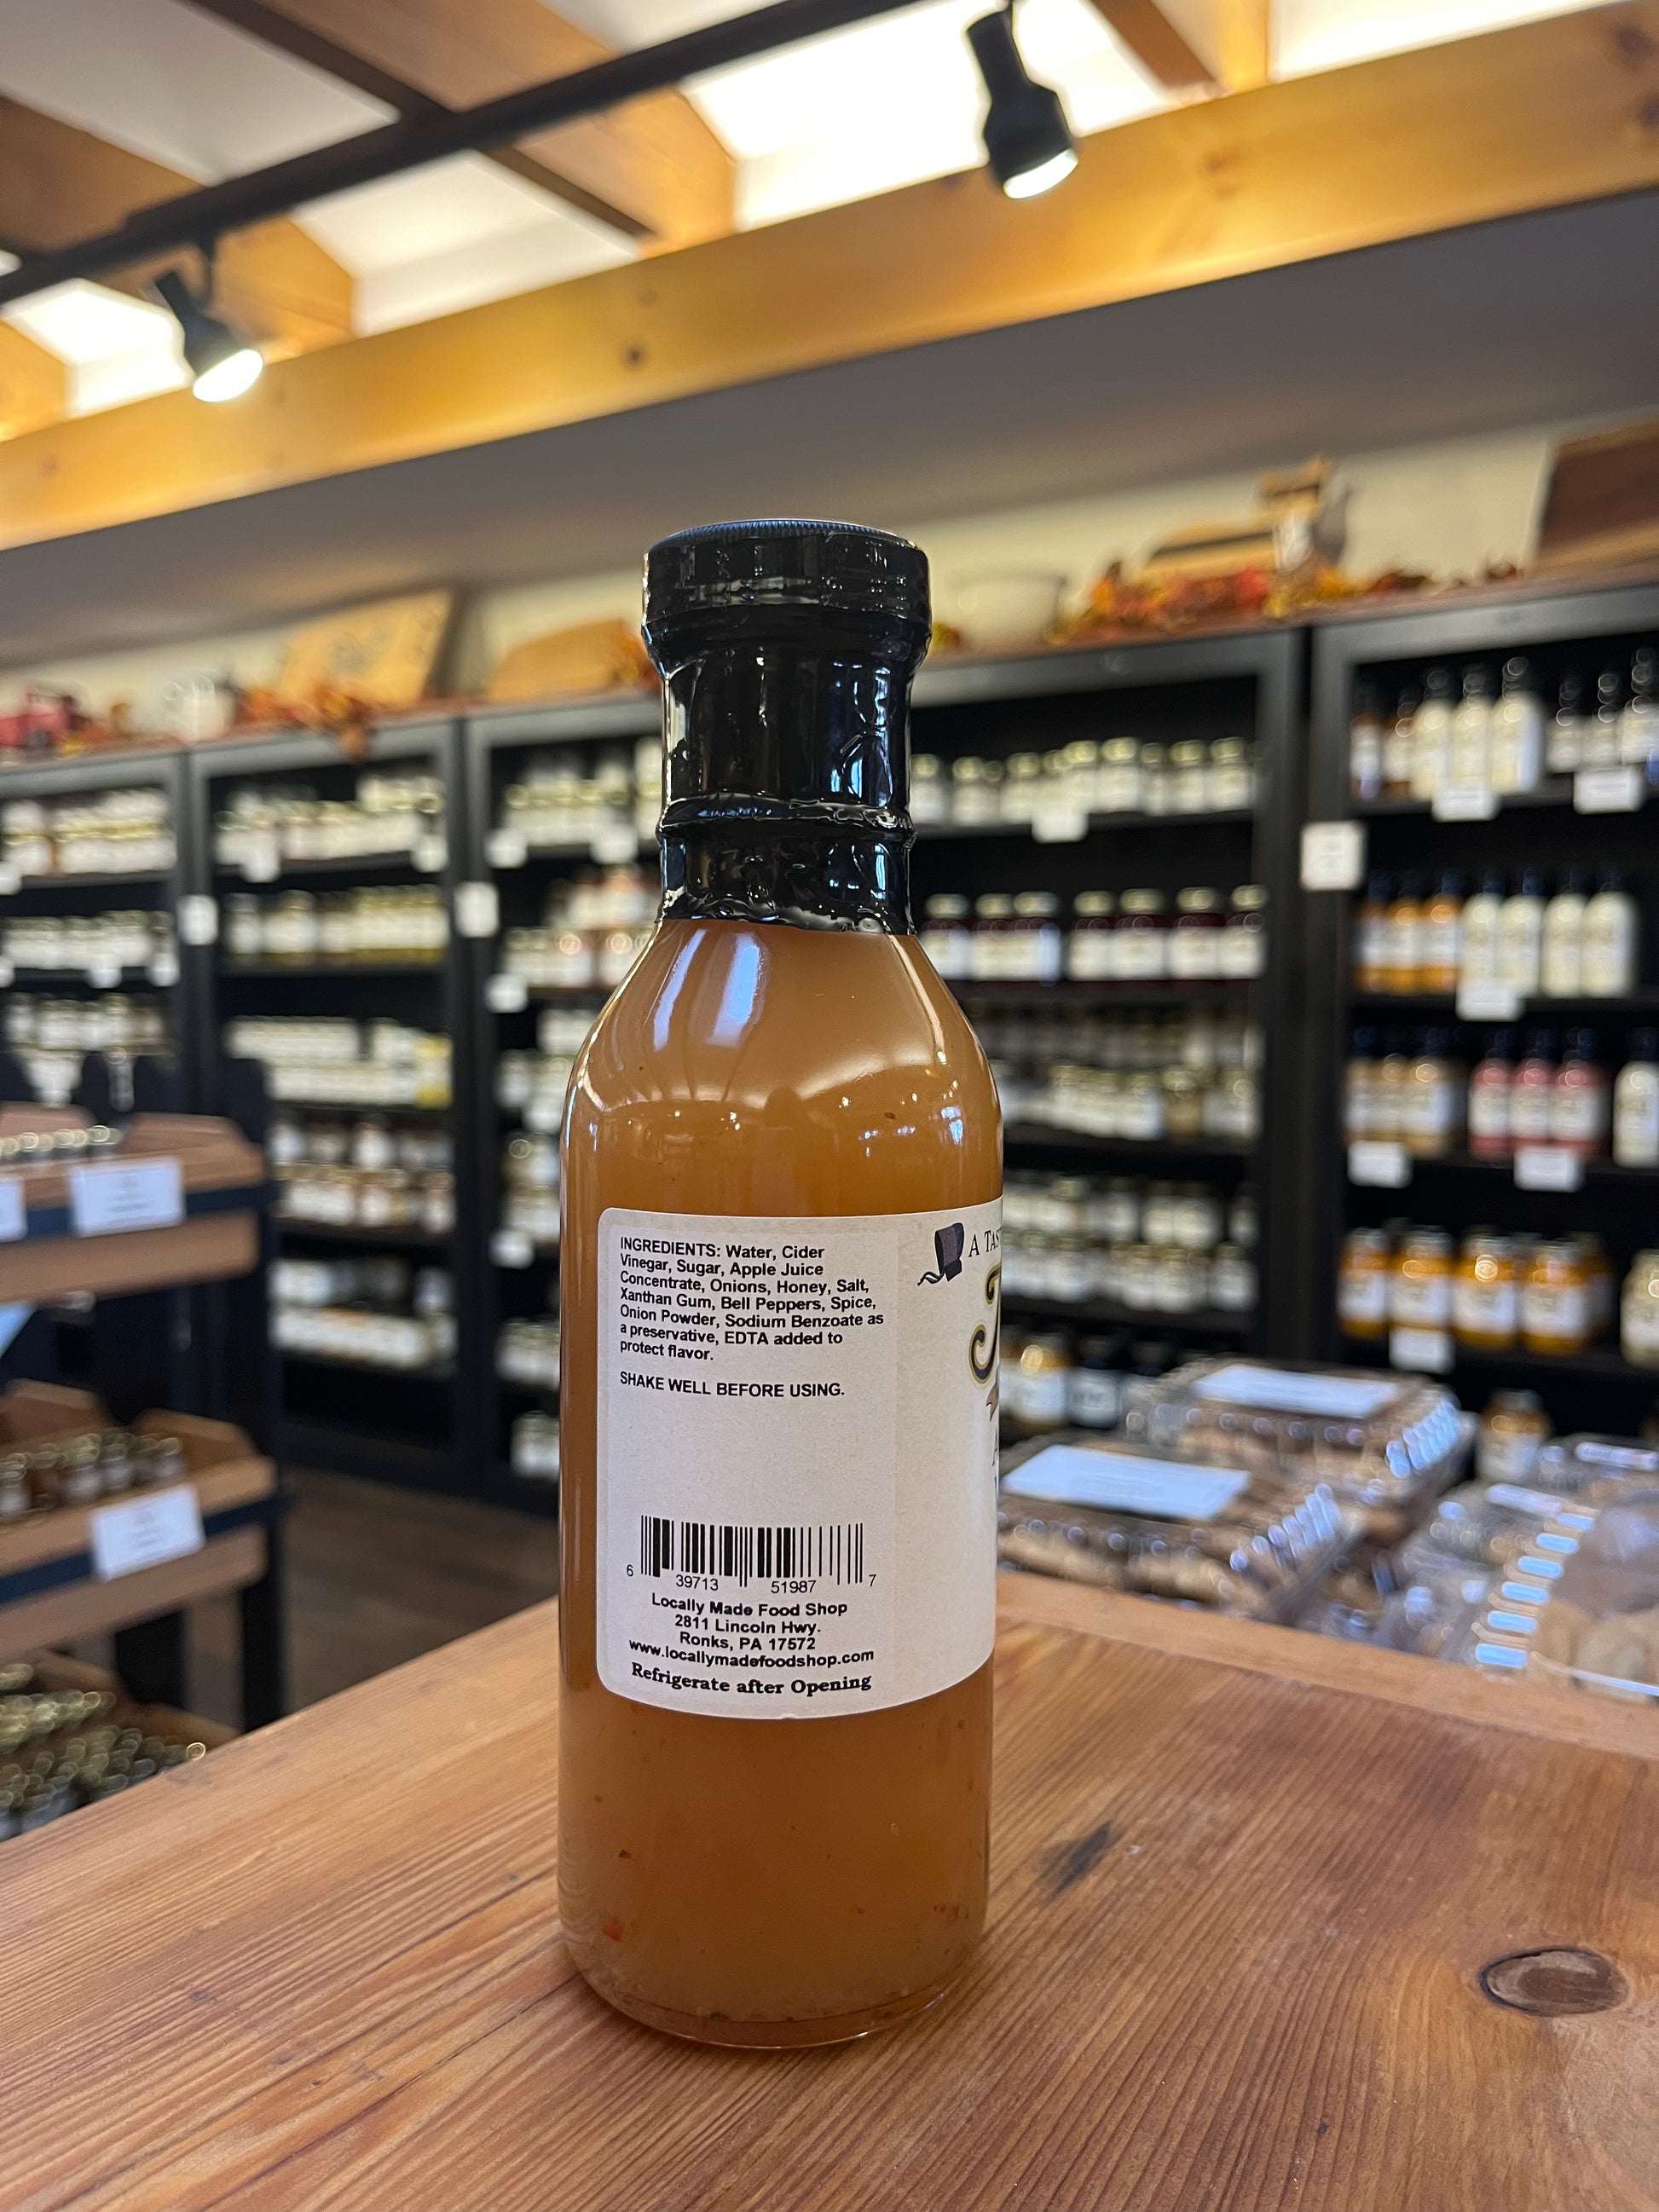 INGREDIENTS: Water, Cider
Vinegar, Sugar, Apple Juice
Concentrate, Onions, Honey, Salt,
Xanthan Gum, Bell Peppers, Spice,
Onion Powder, Sodium Benzoate as
a preservative, EDTA added to
protect flavor.
SHAKE WELL BEFORE USING.
6 39713 51987 7
Locally Made Food Shop
2811 Lincoln Hwy.
Ronks, PA 17572
www.locallymadefoodshop.com
Refrigerate after Opening
A